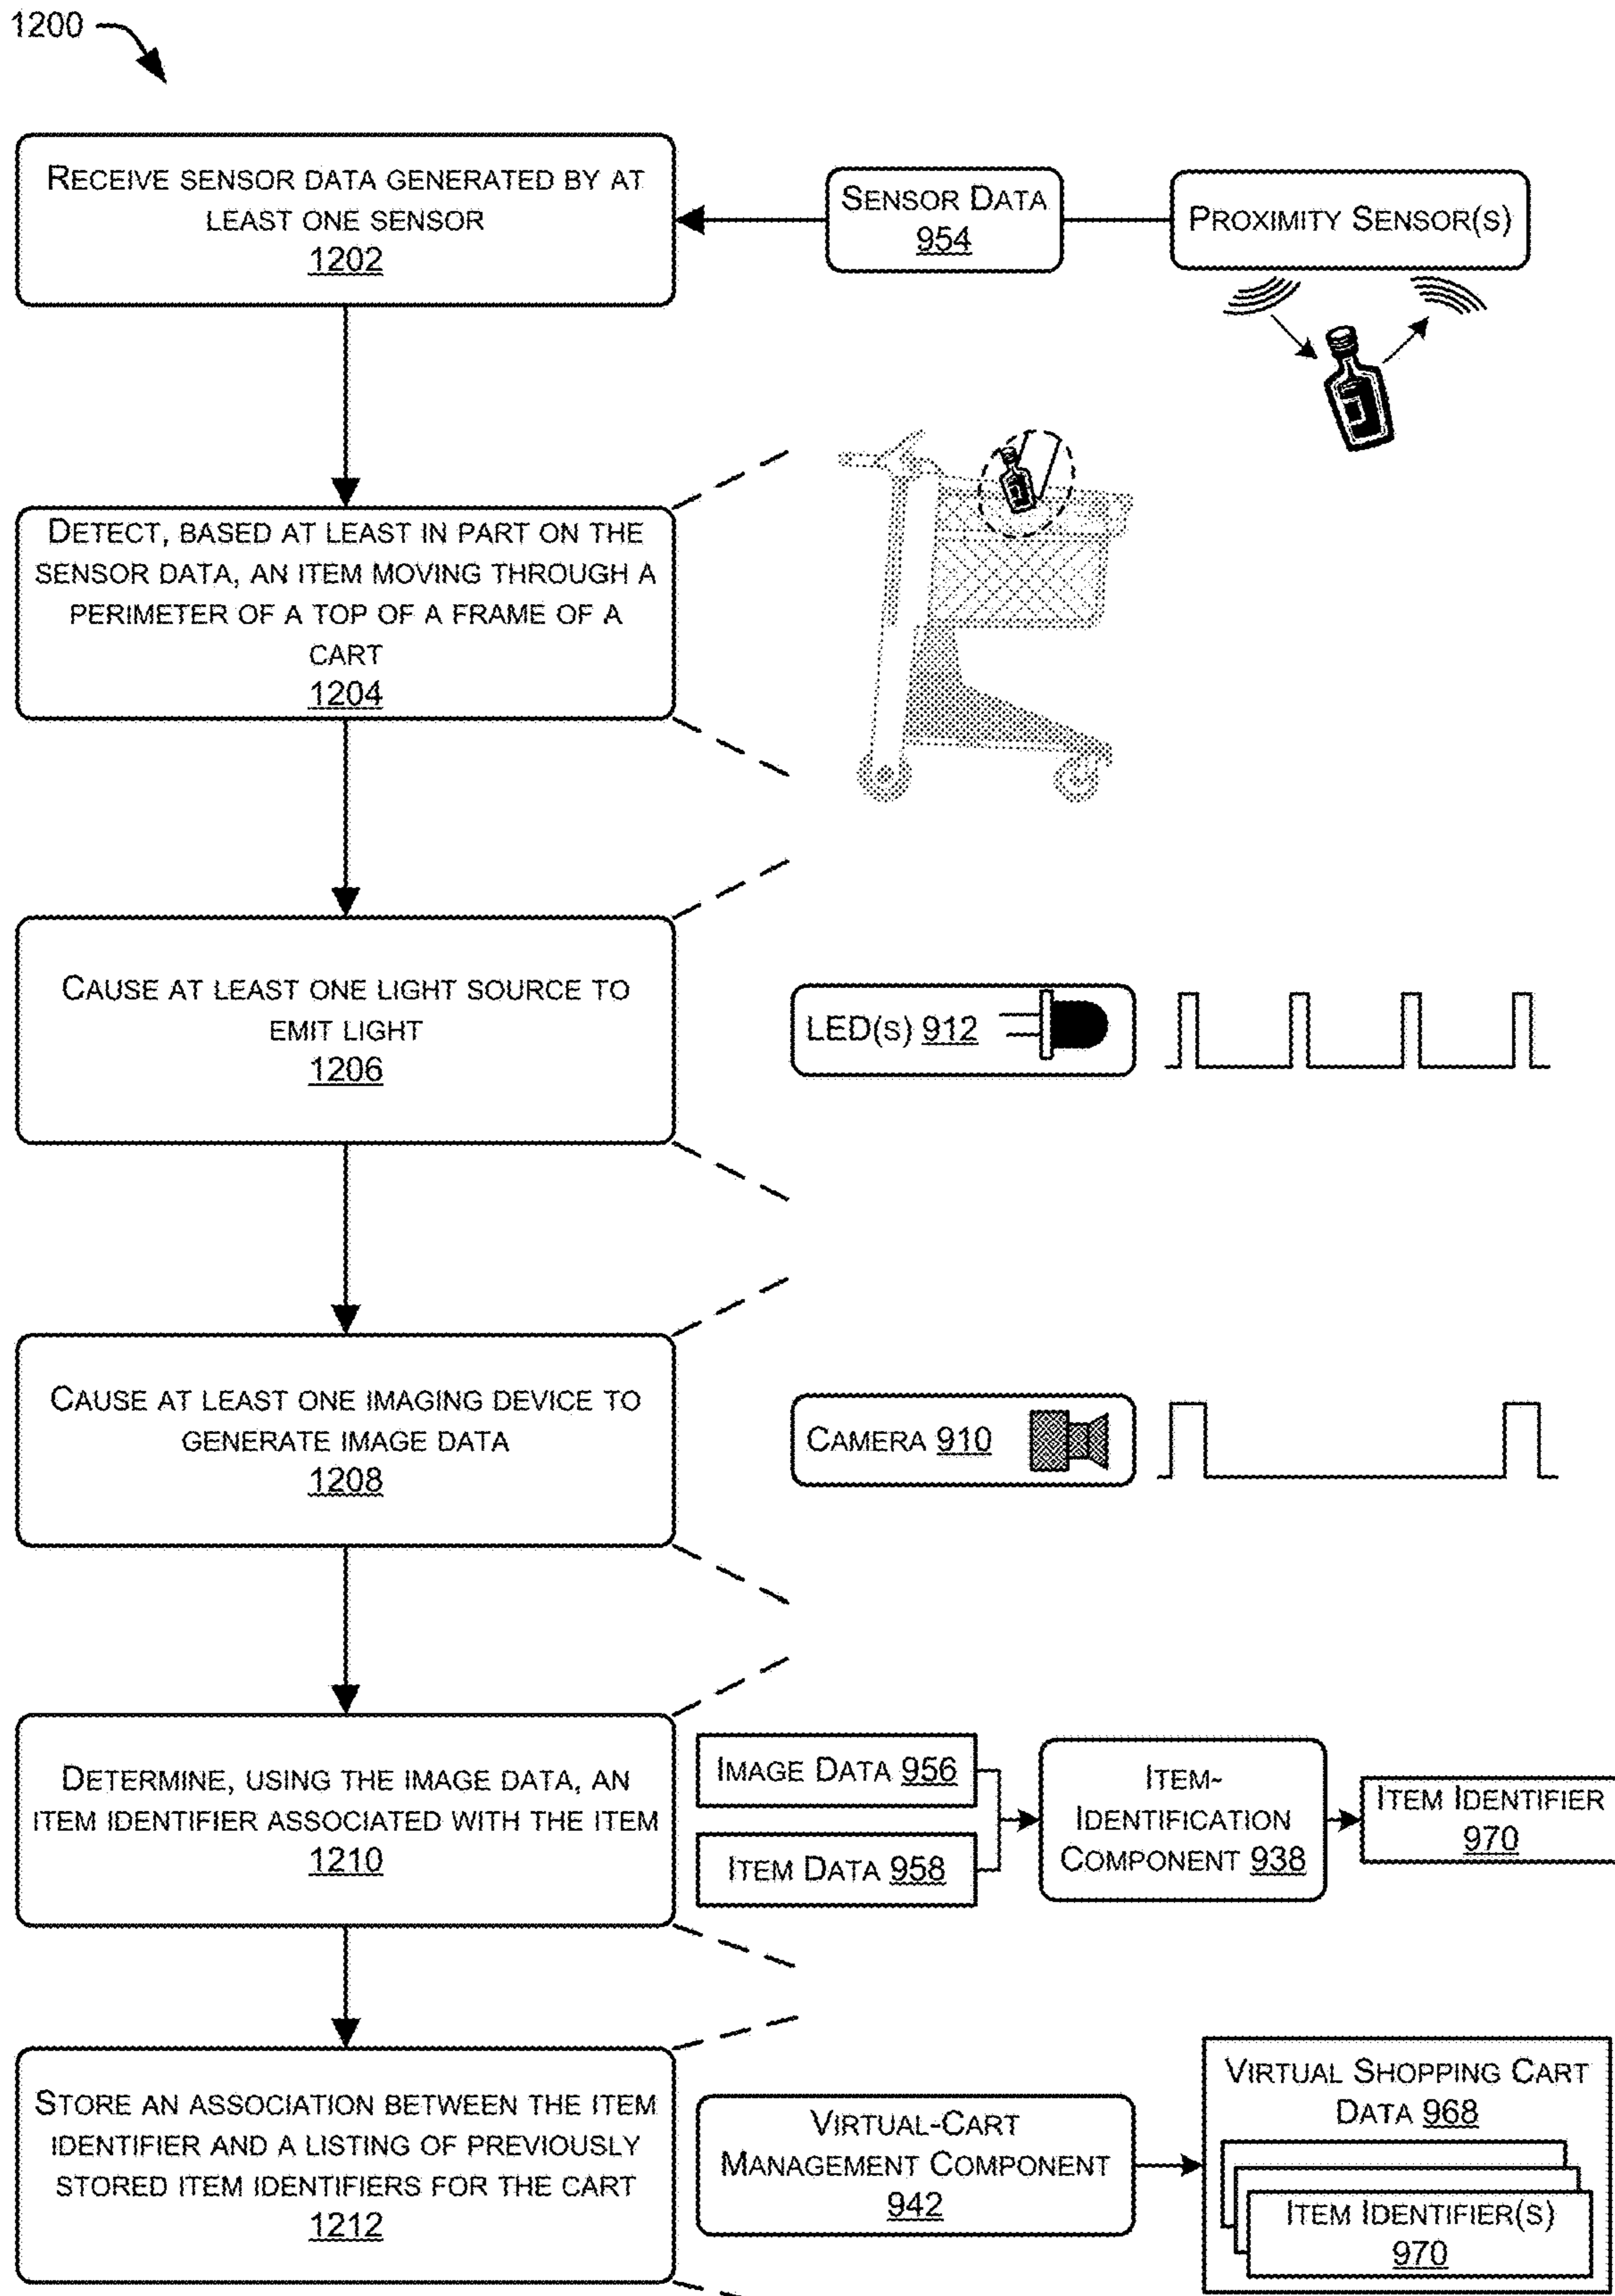 1200
RECEIVE SENSOR DATA GENERATED BY AT
LEAST ONE SENSOR
1202
SENSOR DATA
954
PROXIMITY SENSOR(S)
DETECT, BASED AT LEAST IN PART ON THE
SENSOR DATA, AN ITEM MOVING THROUGH A
PERIMETER OF A TOP OF A FRAME OF A
CART
1204
CAUSE AT LEAST ONE LIGHT SOURCE TO
EMIT LIGHT
1206
LED(S) 912
CAUSE AT LEAST ONE IMAGING DEVICE TO
GENERATE IMAGE DATA
1208
CAMERA 910
DETERMINE, USING THE IMAGE DATA, AN
ITEM IDENTIFIER ASSOCIATED WITH THE ITEM
1210
IMAGE DATA 956
ITEM DATA 958
ITEM-
IDENTIFICATION
COMPONENT 938
ITEM IDENTIFIER
970
STORE AN ASSOCIATION BETWEEN THE ITEM
IDENTIFIER AND A LISTING OF PREVIOUSLY
STORED ITEM IDENTIFIERS FOR THE CART
1212
VIRTUAL-CART
MANAGEMENT COMPONENT
942
VIRTUAL SHOPPING CART
DATA 968
ITEM IDENTIFIER(S)
970